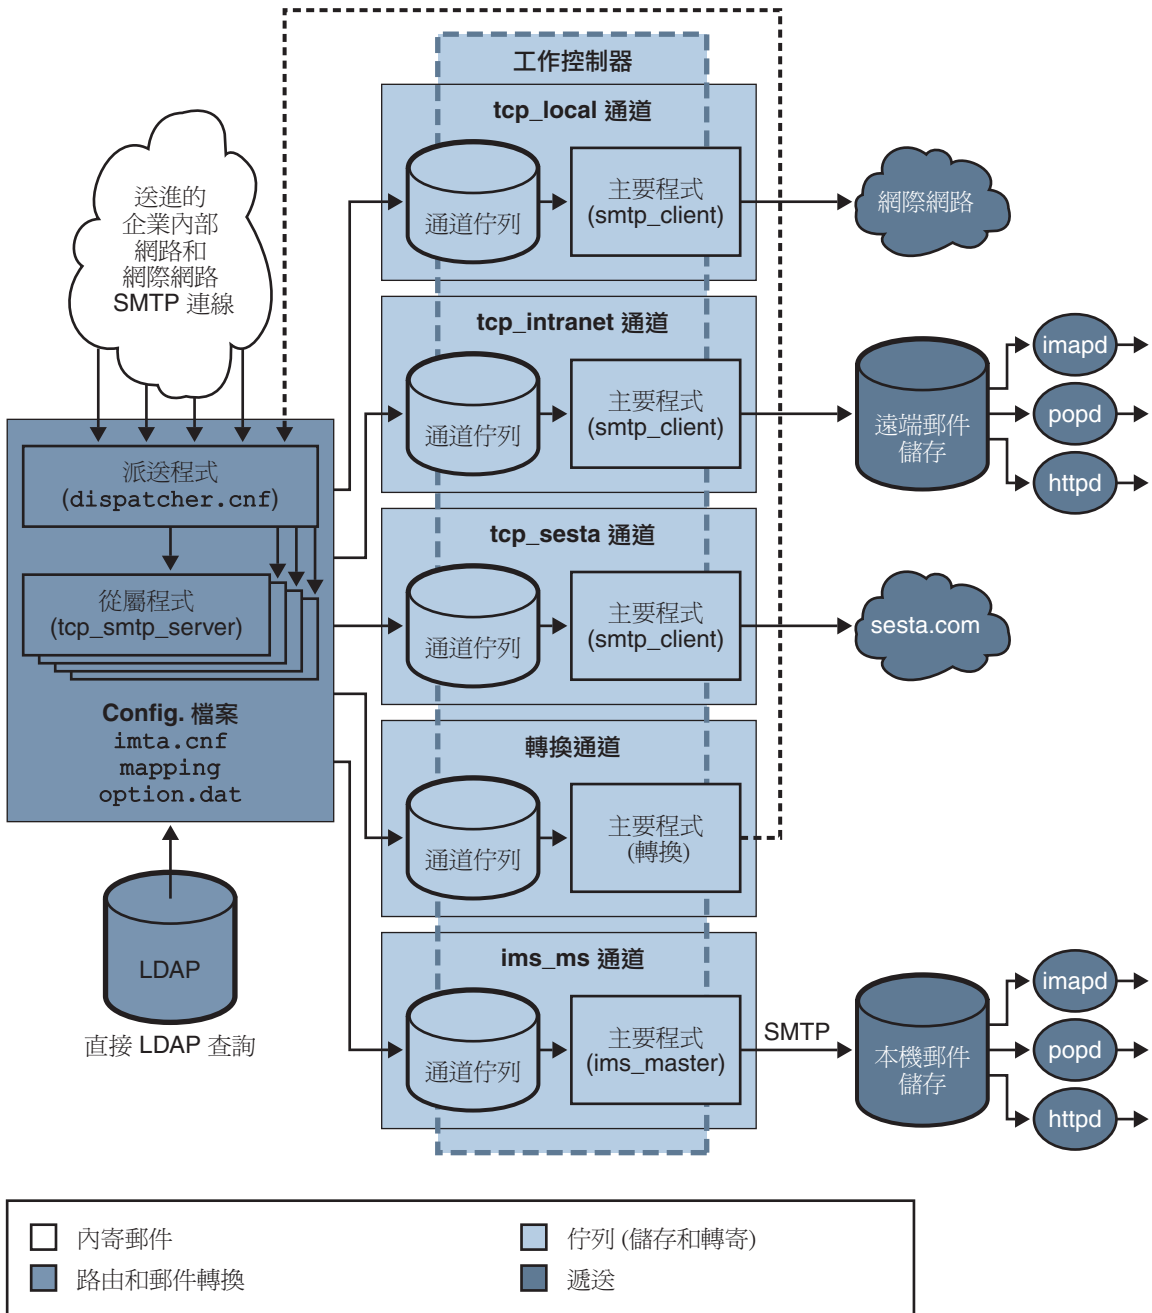 工作控制器
tcp_local 通道
通道佇列
主要程式
(smtp_client)
網際網路
送進的
企業內部
網路和
網際網路
SMTP 連線
tcp_intranet 通道
通道佇列
主要程式
(smtp_client)
遠端郵件
儲存
imapd
popd
httpd
派送程式
(dispatcher.cnf)
從屬程式
(tcp_smtp_server)
Config. 檔案
imta.cnf
mapping
option.dat
tcp_sesta 通道
通道佇列
主要程式
(smtp_client)
sesta.com
轉換通道
通道佇列
主要程式
(轉換)
LDAP
直接 LDAP 查詢
ims_ms 通道
通道佇列
主要程式
(ims_master)
SMTP
本機郵件
儲存
imapd
popd
httpd
內寄郵件
佇列 (儲存和轉寄)
路由和郵件轉換
遞送